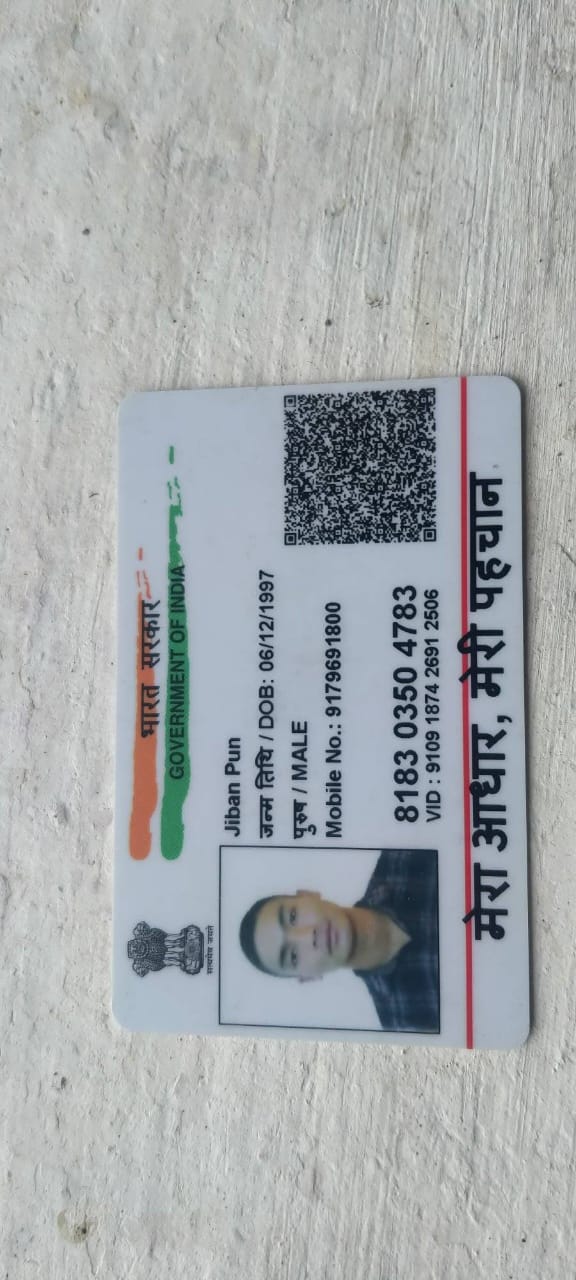 भारत सरकार
GOVERNMENT OF INDIA
सत्यमेव जयते
Jiban Pun
जन्म तिथि / DOB: 06/12/1997
पुरुष / MALE
Mobile No.: 9179691800
8183 0350 4783
VID : 9109 1874 2691 2506
मेरा आधार, मेरी पहचान